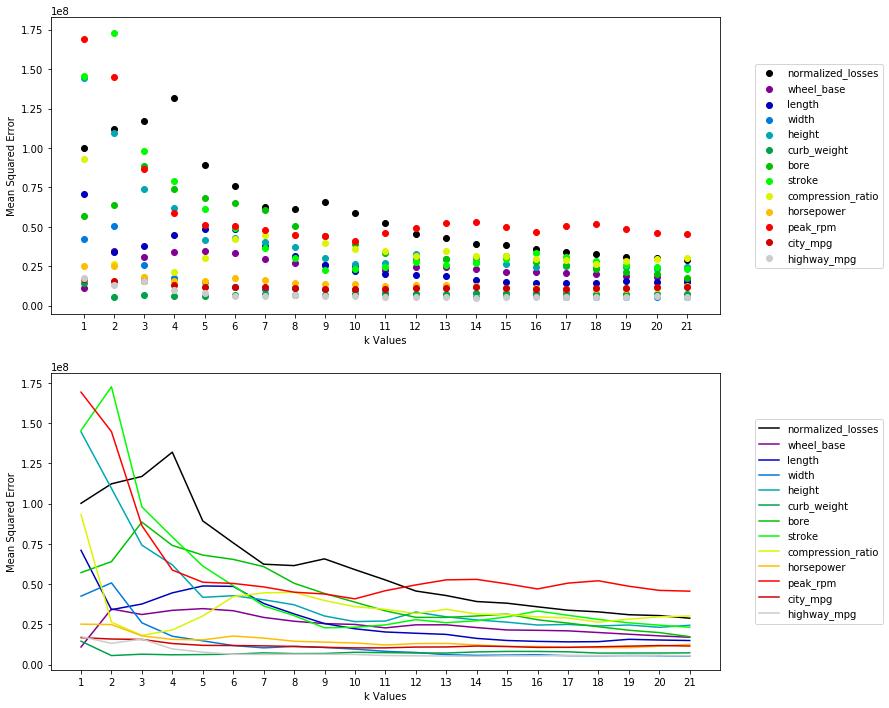 1e8
1.75
1.50
1.25
1.00
0.75
0.50
0.25
0.00
Mean Squared Error
1 2 3 4 5 6 7 8 9 10 11 12 13 14 15 16 17 18 19 20 21
k Values
normalized_losses
wheel_base
length
width
height
curb_weight
bore
stroke
compression_ratio
horsepower
peak_rpm
city_mpg
highway_mpg
1e8
1.75
1.50
1.25
1.00
0.75
0.50
0.25
0.00
Mean Squared Error
1 2 3 4 5 6 7 8 9 10 11 12 13 14 15 16 17 18 19 20 21
k Values
normalized_losses
wheel_base
length
width
height
curb_weight
bore
stroke
compression_ratio
horsepower
peak_rpm
city_mpg
highway_mpg